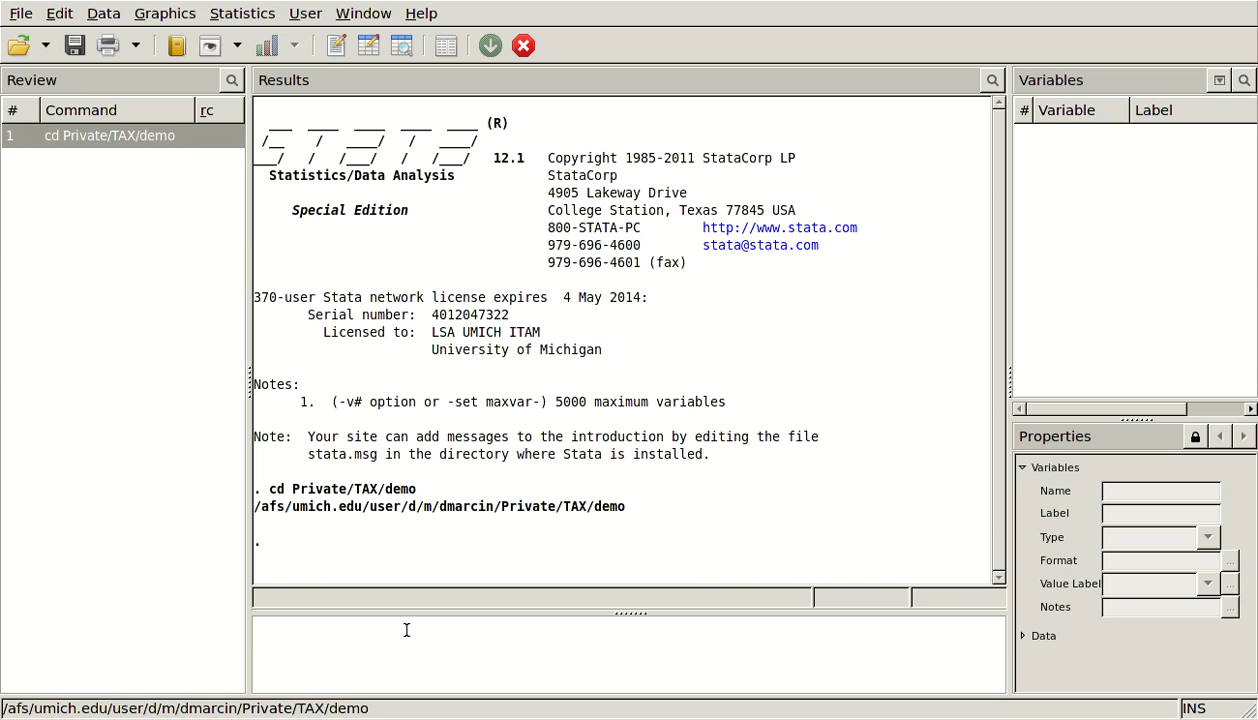 File Edit Data Graphics Statistics User Window Help
Review
# Command rc
1 cd Private/TAX/demo
Results
(R)
12.1 Copyright 1985-2011 StataCorp LP
Statistics/Data Analysis StataCorp
4905 Lakeway Drive
Special Edition College Station, Texas 77845 USA
800-STATA-PC http://www.stata.com
979-696-4600 stata@stata.com
979-696-4601 (fax)
370-user Stata network license expires 4 May 2014:
Serial number: 4012047322
Licensed to: LSA UMICH ITAM
University of Michigan
Notes:
1. (-v# option or -set maxvar-) 5000 maximum variables
Note: Your site can add messages to the introduction by editing the file
stata.msg in the directory where Stata is installed.
. cd Private/TAX/demo
/afs/umich.edu/user/d/m/dmarcin/Private/TAX/demo
.
Variables
# Variable Label
Properties
Variables
Name
Label
Type
Format ...
Value Label ...
Notes ...
Data
/afs/umich.edu/user/d/m/dmarcin/Private/TAX/demo
INS